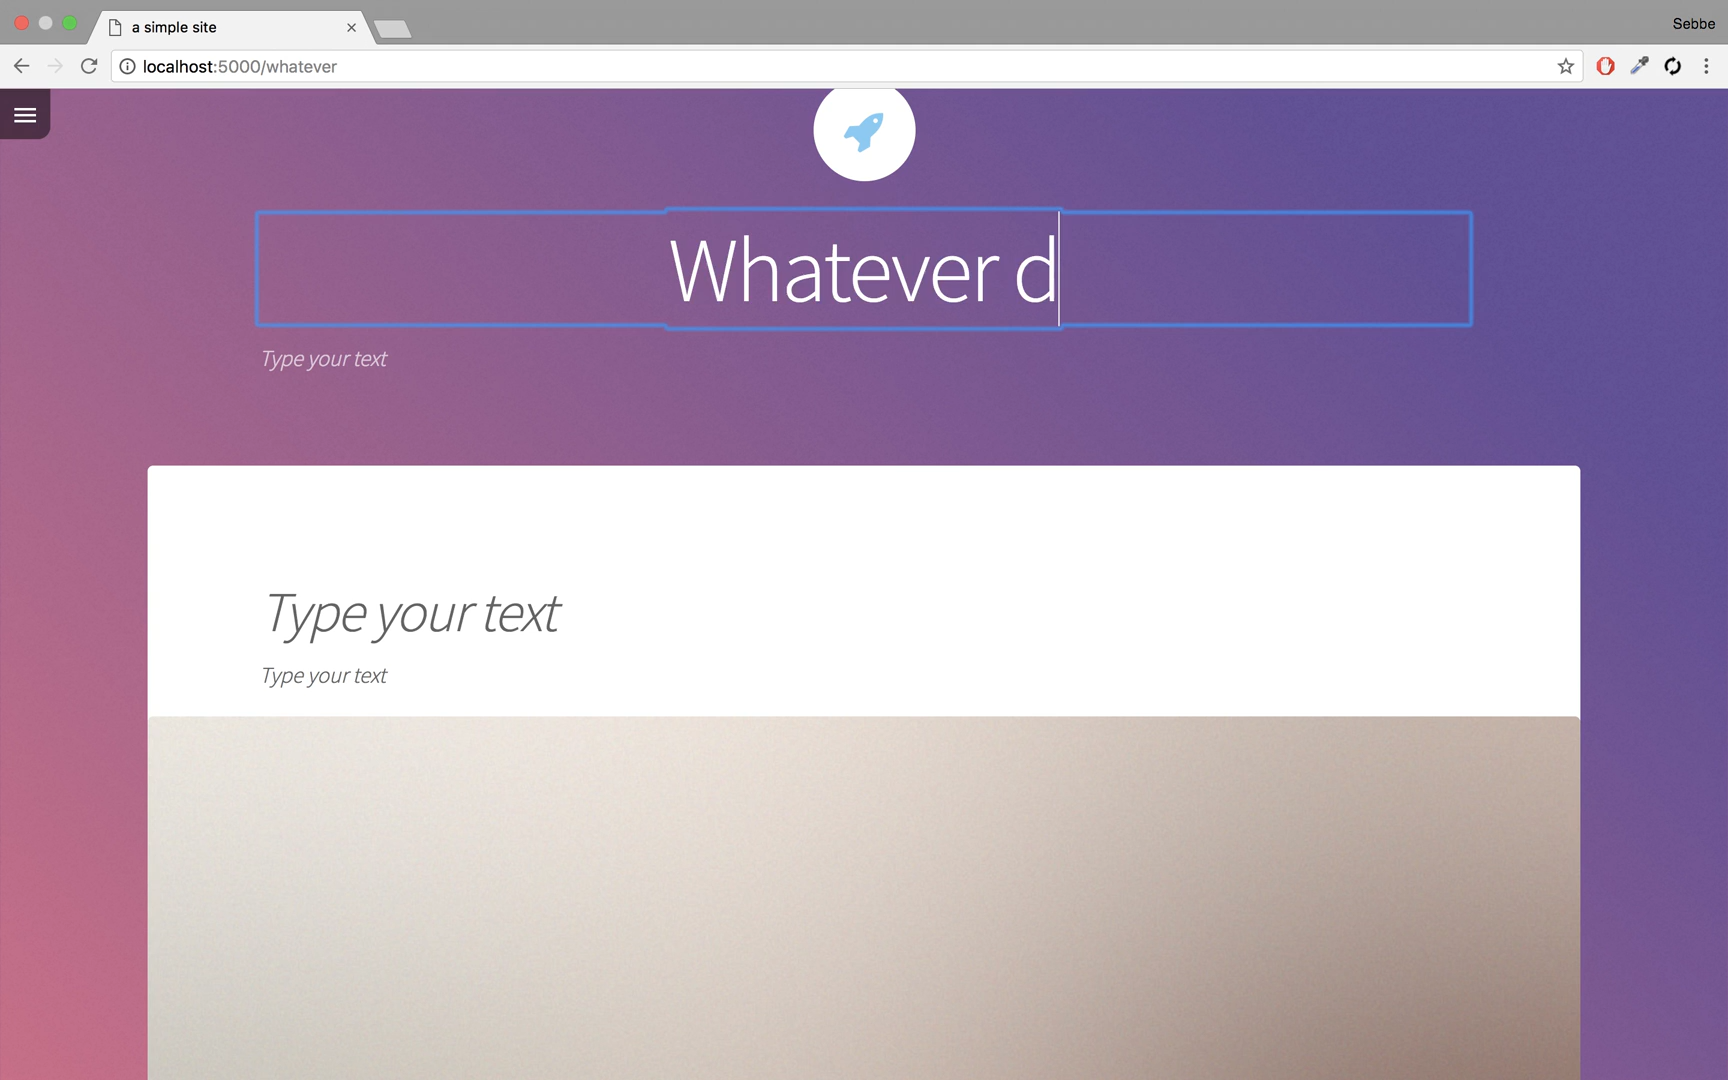 a simple site
Sebbe
localhost:5000/whatever
Whatever d
Type your text
Type your text
Type your text